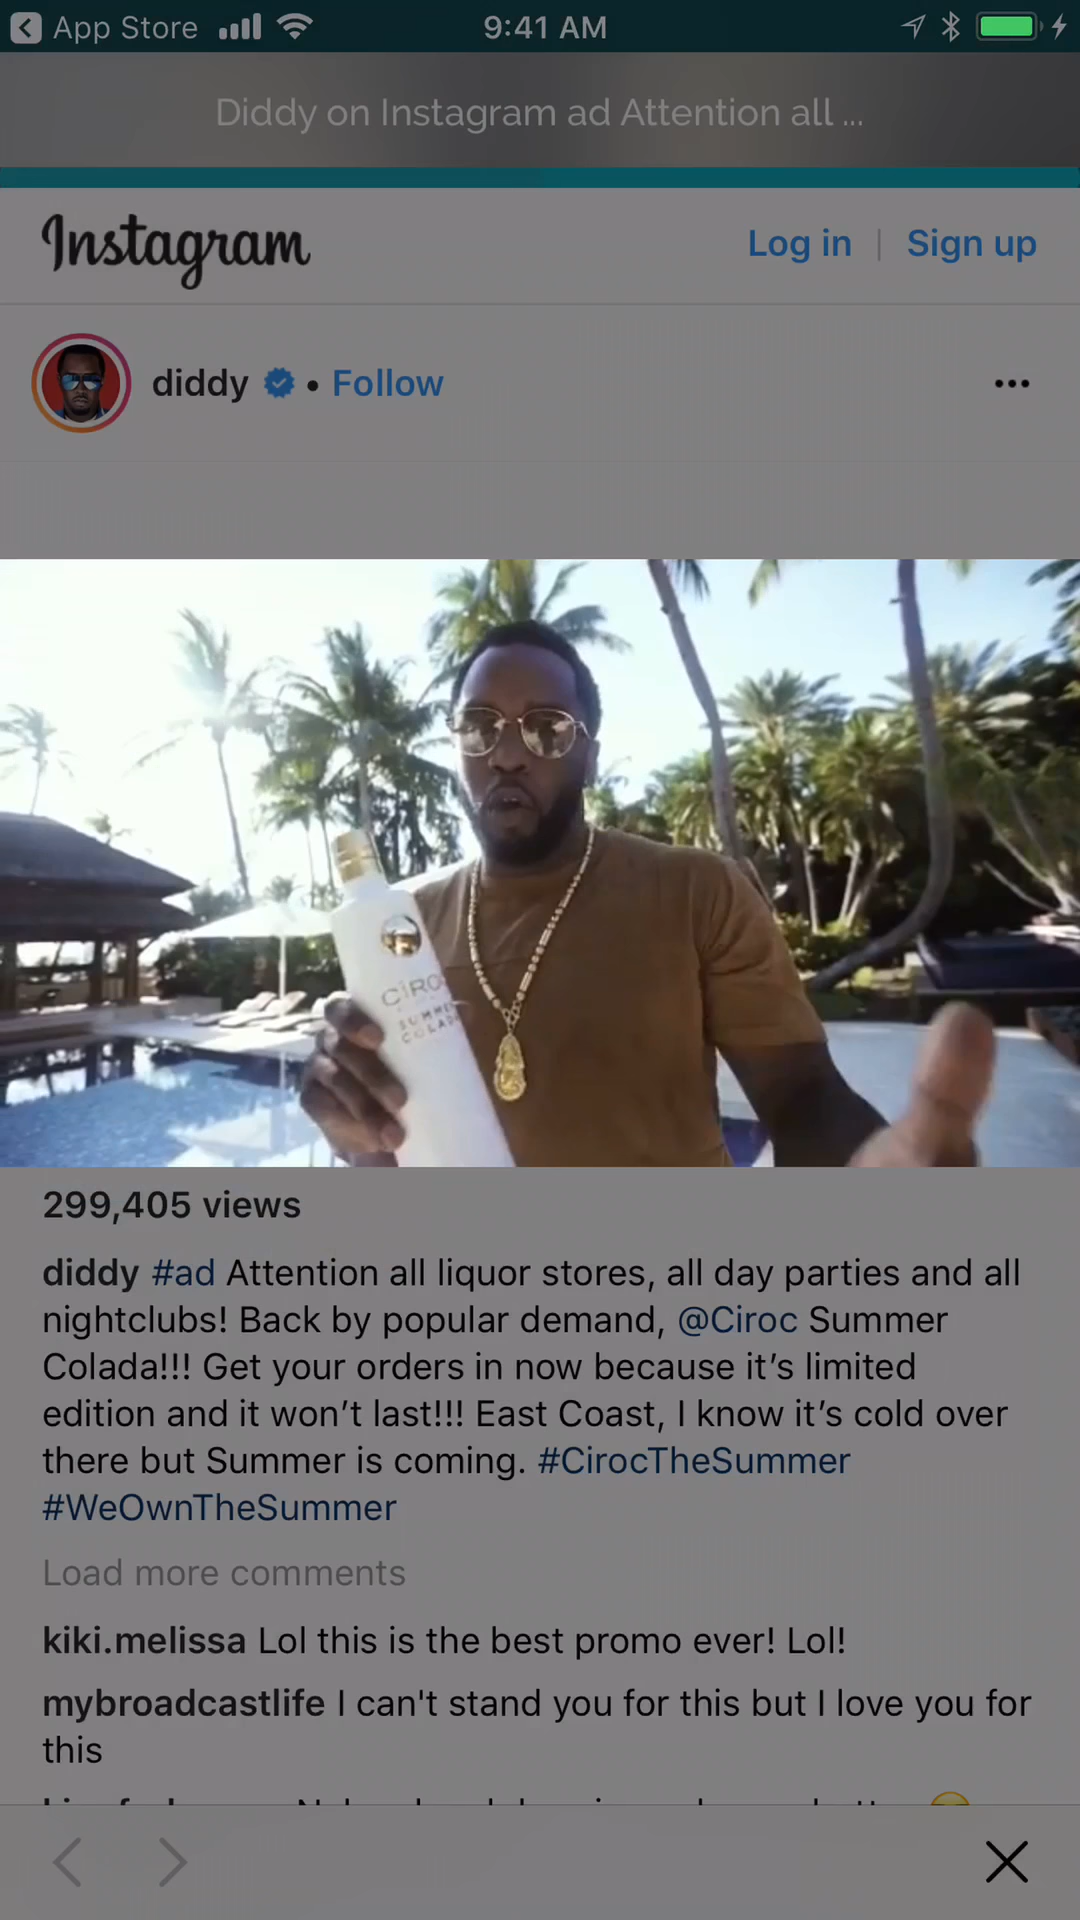 App Store
9:41 AM
Diddy on Instagram ad Attention all ...
Instagram
Log in | Sign up
diddy • Follow
CÎROC
SUMMER
COLADA
299,405 views
diddy #ad Attention all liquor stores, all day parties and all
nightclubs! Back by popular demand, @Ciroc Summer
Colada!!! Get your orders in now because it’s limited
edition and it won’t last!!! East Coast, I know it’s cold over
there but Summer is coming. #CirocTheSummer
#WeOwnTheSummer
Load more comments
kiki.melissa Lol this is the best promo ever! Lol!
mybroadcastlife I can't stand you for this but I love you for
this